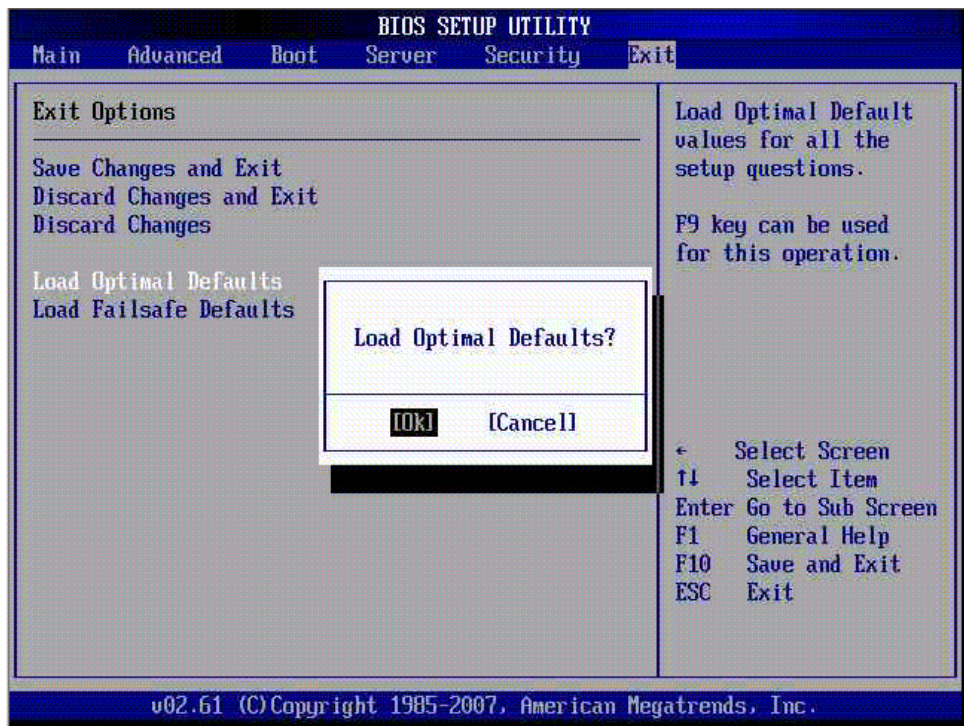 BIOS SETUP UTILITY
Main Advanced Boot Server Security Exit
Exit Options
Save Changes and Exit
Discard Changes and Exit
Discard Changes
Load Optimal Defaults
Load Failsafe Defaults
Load Optimal Defaults?
[Ok] [Cancel]
Load Optimal Default
values for all the
setup questions.
F9 key can be used
for this operation.
← Select Screen
↑↓ Select Item
Enter Go to Sub Screen
F1 General Help
F10 Save and Exit
ESC Exit
v02.61 (C)Copyright 1985-2007, American Megatrends, Inc.